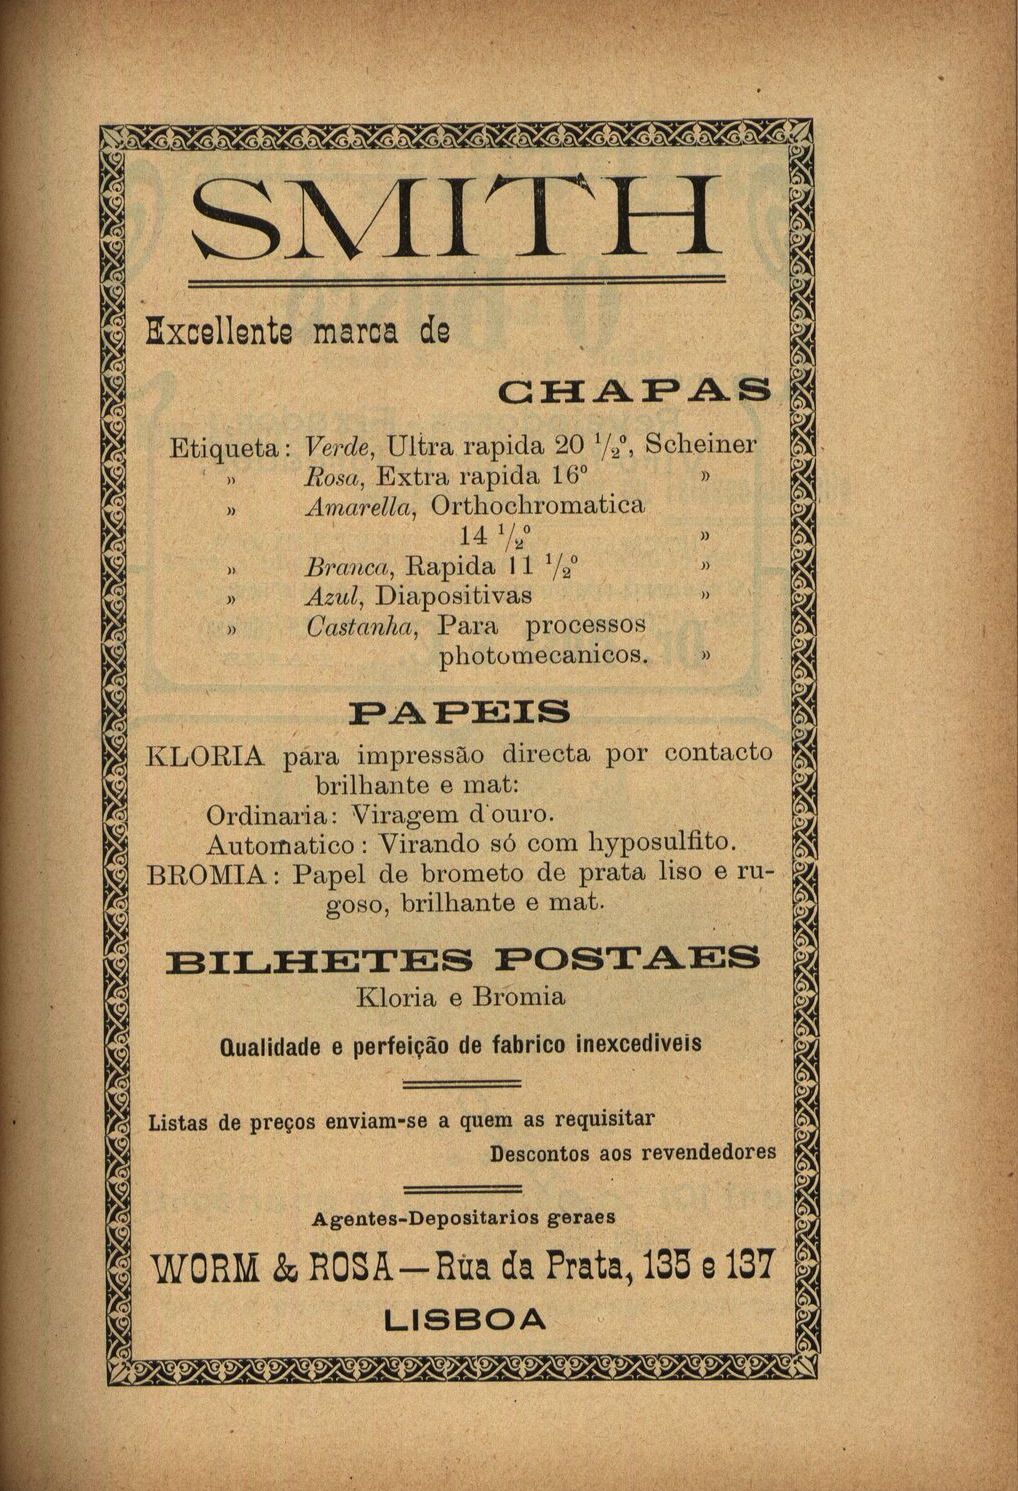 SMITH
Excellente marca de
CHAPAS
Etiqueta: Verde, Ultra rapida 20 ½º, Scheiner
» Rosa, Extra rapida 16º »
» Amarella, Orthochromatica
14 ½º »
» Branca, Rapida 11 ½º »
» Azul, Diapositivas »
» Castanha, Para processos
photomecanicos. »
PAPEIS
KLORIA para impressão directa por contacto
brilhante e mat:
Ordinaria: Viragem d'ouro.
Automatico: Virando só com hyposulfito.
BROMIA: Papel de brometo de prata liso e ru-
goso, brilhante e mat.
BILHETES POSTAES
Kloria e Bromia
Qualidade e perfeição de fabrico inexcediveis
Listas de preços enviam-se a quem as requisitar
Descontos aos revendedores
Agentes-Depositarios geraes
WORM & ROSA—Rua da Prata, 135 e 137
LISBOA